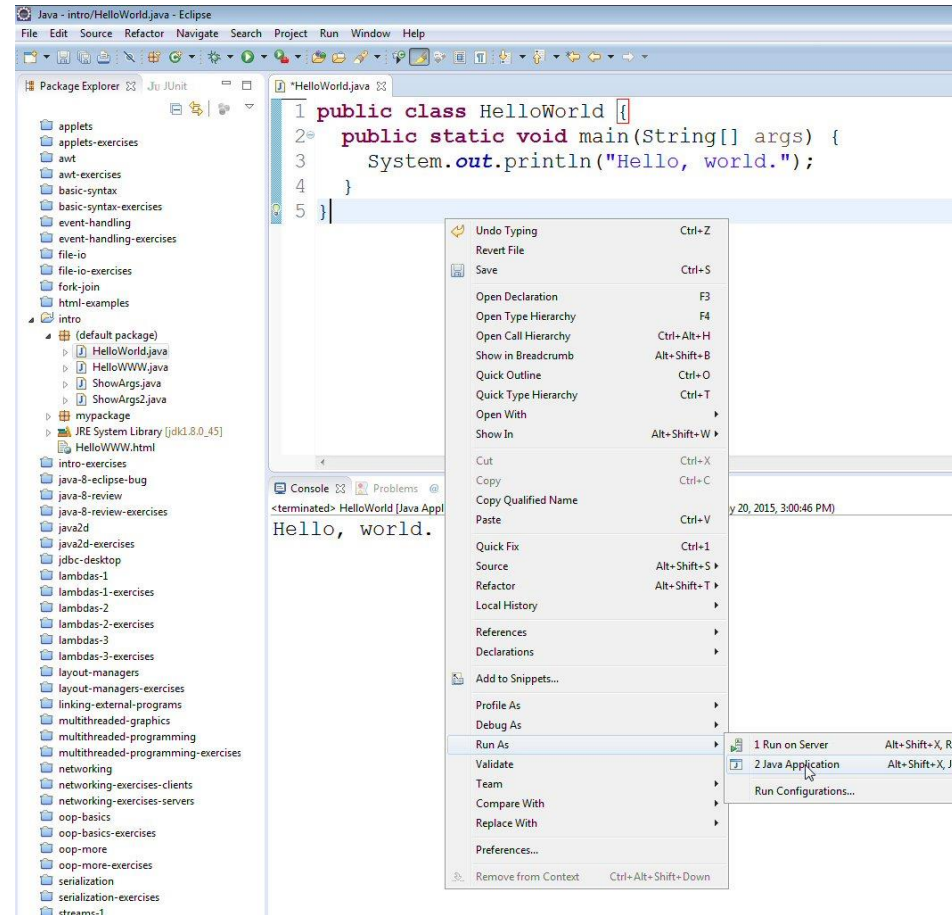 Java - intro/HelloWorld.java - Eclipse
File Edit Source Refactor Navigate Search Project Run Window Help
Package Explorer JUnit
*HelloWorld.java
applets
applets-exercises
awt
awt-exercises
basic-syntax
basic-syntax-exercises
event-handling
event-handling-exercises
file-io
file-io-exercises
fork-join
html-examples
intro
(default package)
HelloWorld.java
HelloWWW.java
ShowArgs.java
ShowArgs2.java
mypackage
JRE System Library [jdk1.8.0_45]
HelloWWW.html
intro-exercises
java-8-eclipse-bug
java-8-review
java-8-review-exercises
java2d
java2d-exercises
jdbc-desktop
lambdas-1
lambdas-1-exercises
lambdas-2
lambdas-2-exercises
lambdas-3
lambdas-3-exercises
layout-managers
layout-managers-exercises
linking-external-programs
multithreaded-graphics
multithreaded-programming
multithreaded-programming-exercises
networking
networking-exercises-clients
networking-exercises-servers
oop-basics
oop-basics-exercises
oop-more
oop-more-exercises
serialization
serialization-exercises
streams-1
1 public class HelloWorld {
2 public static void main(String[] args) {
3 System.out.println("Hello, world.");
4 }
5 }
Console Problems @
<terminated> HelloWorld [Java Appl
y 20, 2015, 3:00:46 PM)
Hello, world.
Undo Typing Ctrl+Z
Revert File
Save Ctrl+S
Open Declaration F3
Open Type Hierarchy F4
Open Call Hierarchy Ctrl+Alt+H
Show in Breadcrumb Alt+Shift+B
Quick Outline Ctrl+O
Quick Type Hierarchy Ctrl+T
Open With
Show In Alt+Shift+W
Cut Ctrl+X
Copy Ctrl+C
Copy Qualified Name
Paste Ctrl+V
Quick Fix Ctrl+1
Source Alt+Shift+S
Refactor Alt+Shift+T
Local History
References
Declarations
Add to Snippets...
Profile As
Debug As
Run As
Validate
Team
Compare With
Replace With
Preferences...
Remove from Context Ctrl+Alt+Shift+Down
1 Run on Server Alt+Shift+X, R
2 Java Application Alt+Shift+X, J
Run Configurations...